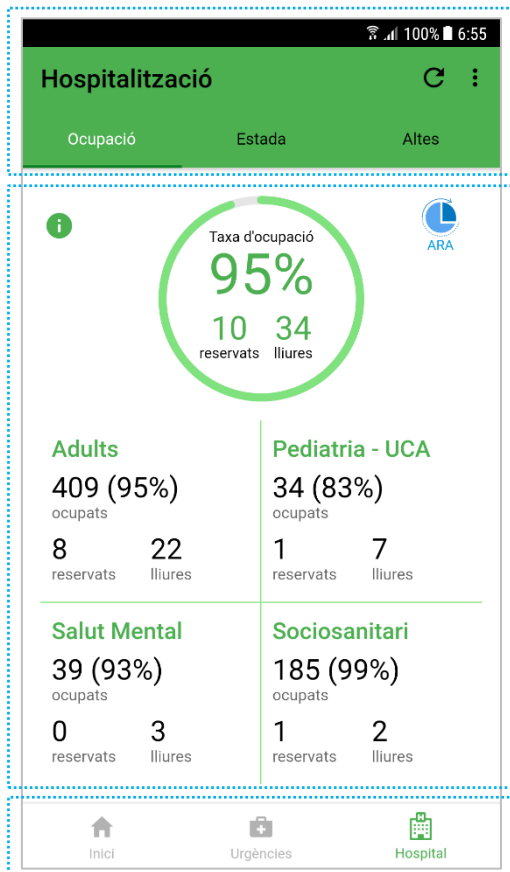 100% 6:55
Hospitalització
Ocupació Estada Altes
i
ARA
Taxa d'ocupació
95%
10 34
reservats lliures
Adults
409 (95%)
ocupats
8 22
reservats lliures
Pediatria - UCA
34 (83%)
ocupats
1 7
reservats lliures
Salut Mental
39 (93%)
ocupats
0 3
reservats lliures
Sociosanitari
185 (99%)
ocupats
1 2
reservats lliures
Inici Urgències Hospital